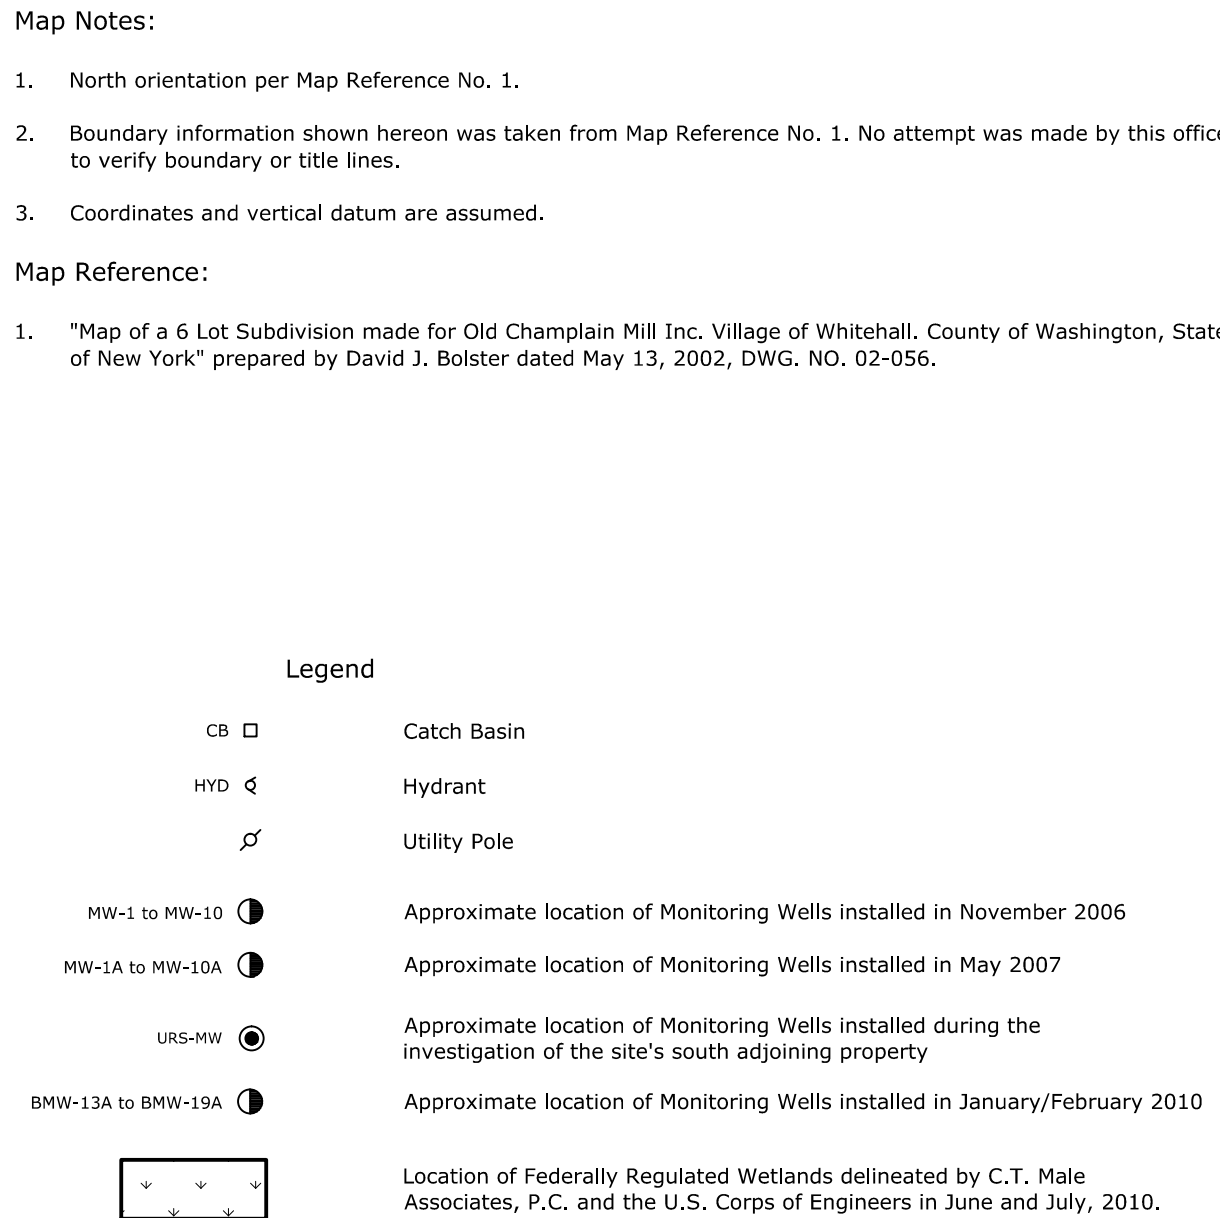 Map Notes:
1. North orientation per Map Reference No. 1.
2. Boundary information shown hereon was taken from Map Reference No. 1. No attempt was made by this office
to verify boundary or title lines.
3. Coordinates and vertical datum are assumed.
Map Reference:
1. "Map of a 6 Lot Subdivision made for Old Champlain Mill Inc. Village of Whitehall. County of Washington, State
of New York" prepared by David J. Bolster dated May 13, 2002, DWG. NO. 02-056.
Legend
CB Catch Basin
HYD Hydrant
Utility Pole
MW-1 to MW-10 Approximate location of Monitoring Wells installed in November 2006
MW-1A to MW-10A Approximate location of Monitoring Wells installed in May 2007
URS-MW Approximate location of Monitoring Wells installed during the
investigation of the site's south adjoining property
BMW-13A to BMW-19A Approximate location of Monitoring Wells installed in January/February 2010
Location of Federally Regulated Wetlands delineated by C.T. Male
Associates, P.C. and the U.S. Corps of Engineers in June and July, 2010.